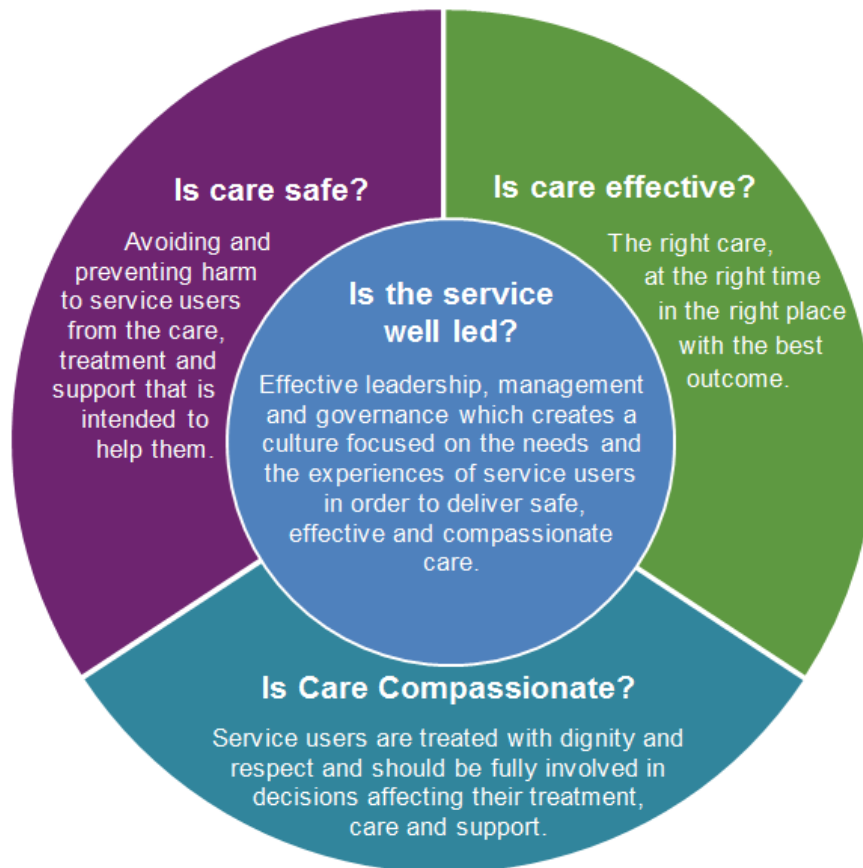 Is care safe?
Avoiding and
preventing harm
to service users
from the care,
treatment and
support that is
intended to
help them.
Is care effective?
The right care,
at the right time
in the right place
with the best
outcome.
Is the service
well led?
Effective leadership, management
and governance which creates a
culture focused on the needs and
the experiences of service users
in order to deliver safe,
effective and compassionate
care.
Is Care Compassionate?
Service users are treated with dignity and
respect and should be fully involved in
decisions affecting their treatment,
care and support.